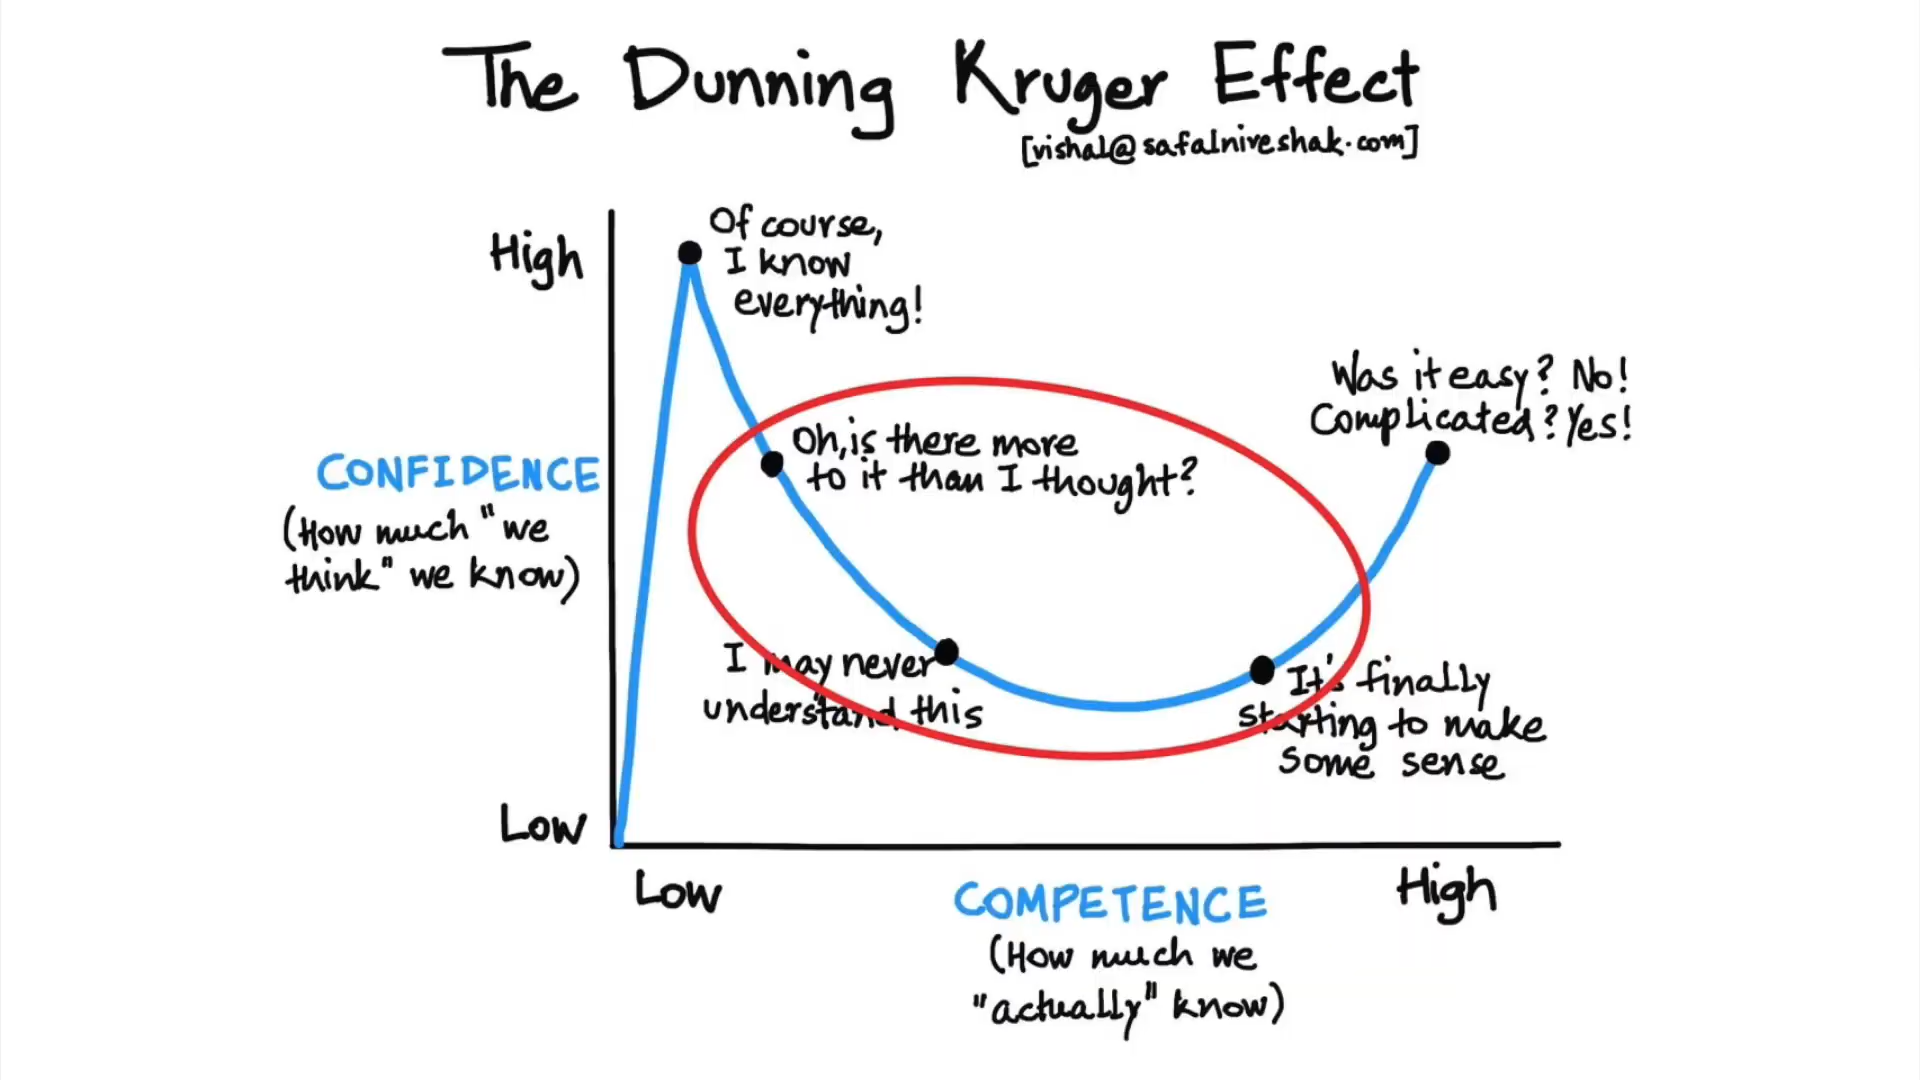 The Dunning Kruger Effect
[vishal@safalniveshak.com]
High
Of course,
I know
everything!
Was it easy? No!
Complicated? Yes!
Oh, is there more
to it than I thought?
CONFIDENCE
(How much "we
think" we know)
I may never
understand this
It's finally
starting to make
some sense
Low
Low
COMPETENCE
High
(How much we
"actually" know)